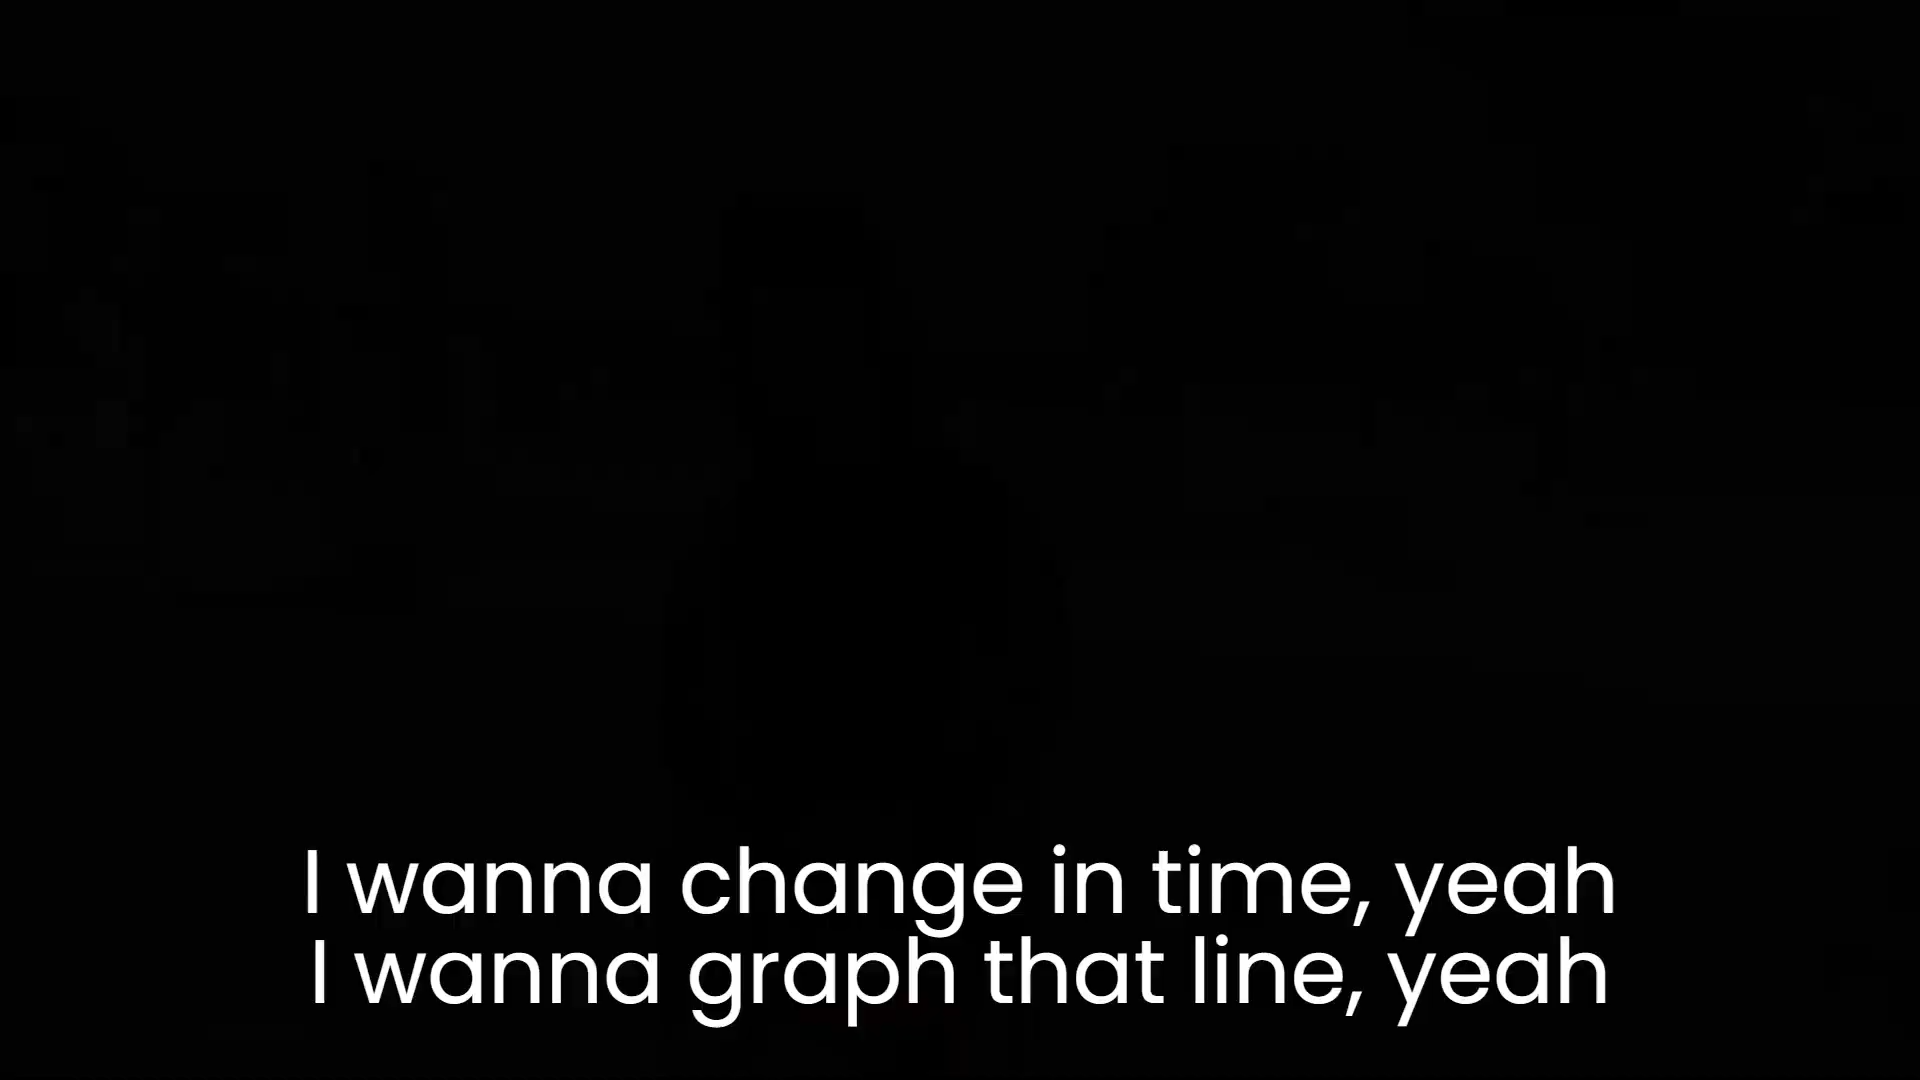 I wanna change in time, yeah
I wanna graph that line, yeah